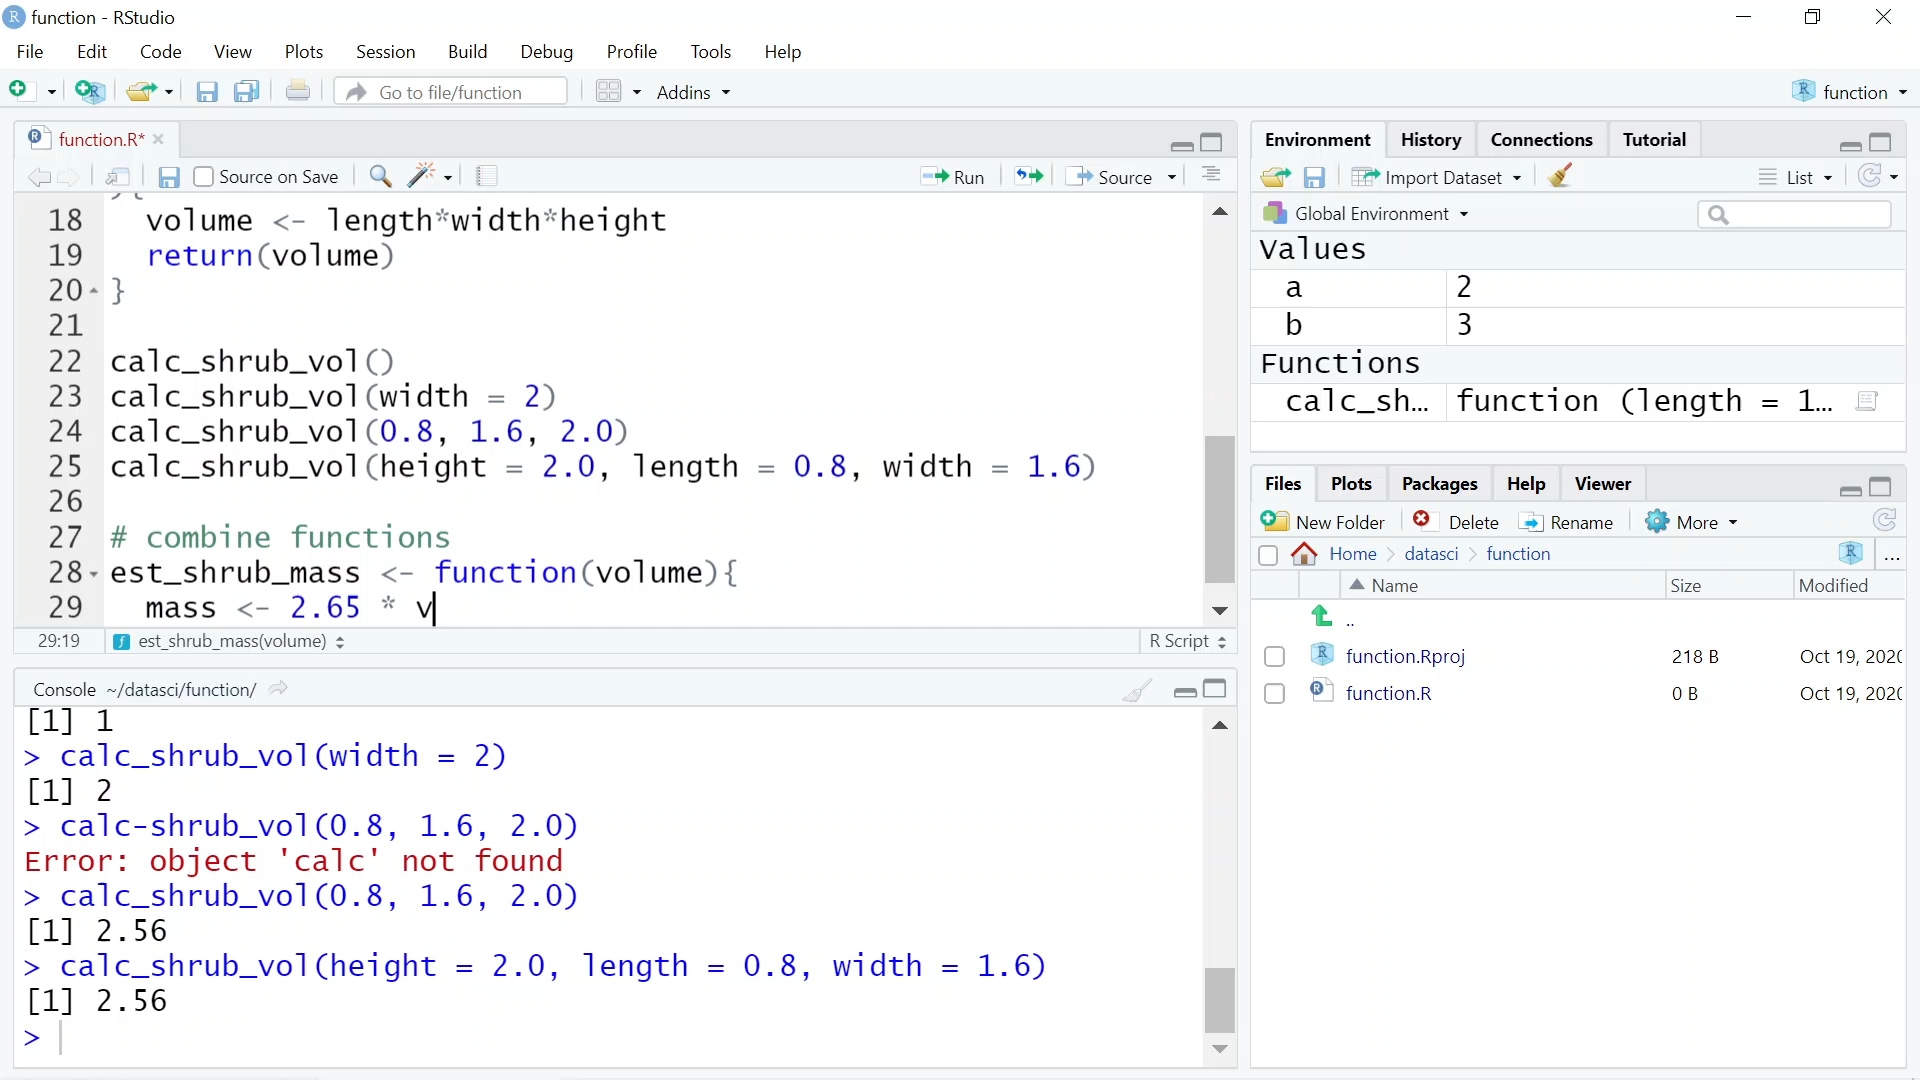 function - RStudio
File Edit Code View Plots Session Build Debug Profile Tools Help
Go to file/function Addins function
function.R*
Source on Save Run Source
18 volume <- length*width*height
19 return(volume)
20 }
21
22 calc_shrub_vol()
23 calc_shrub_vol(width = 2)
24 calc_shrub_vol(0.8, 1.6, 2.0)
25 calc_shrub_vol(height = 2.0, length = 0.8, width = 1.6)
26
27 # combine functions
28 est_shrub_mass <- function(volume){
29 mass <- 2.65 * v
29:19 est_shrub_mass(volume) R Script
Console ~/datasci/function/
[1] 1
> calc_shrub_vol(width = 2)
[1] 2
> calc-shrub_vol(0.8, 1.6, 2.0)
Error: object 'calc' not found
> calc_shrub_vol(0.8, 1.6, 2.0)
[1] 2.56
> calc_shrub_vol(height = 2.0, length = 0.8, width = 1.6)
[1] 2.56
>
Environment History Connections Tutorial
Import Dataset List
Global Environment
Values
a 2
b 3
Functions
calc_sh... function (length = 1...
Files Plots Packages Help Viewer
New Folder Delete Rename More
Home datasci function ...
Name Size Modified
..
function.Rproj 218 B Oct 19, 202
function.R 0 B Oct 19, 202